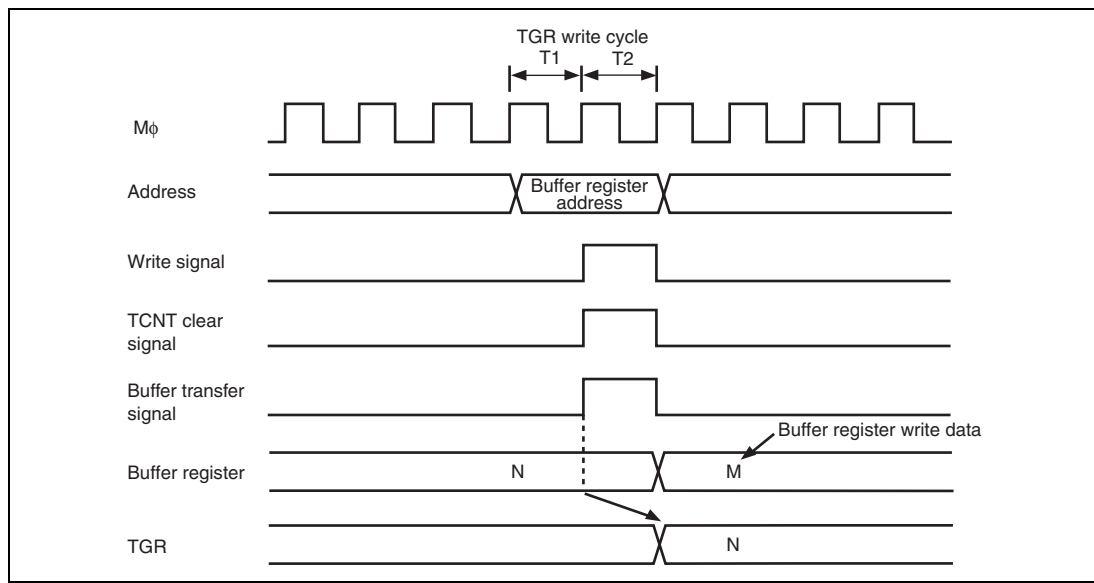 TGR write cycle
T1 T2
Mϕ
Address
Buffer register
address
Write signal
TCNT clear
signal
Buffer transfer
signal
Buffer register write data
Buffer register
N
M
TGR
N